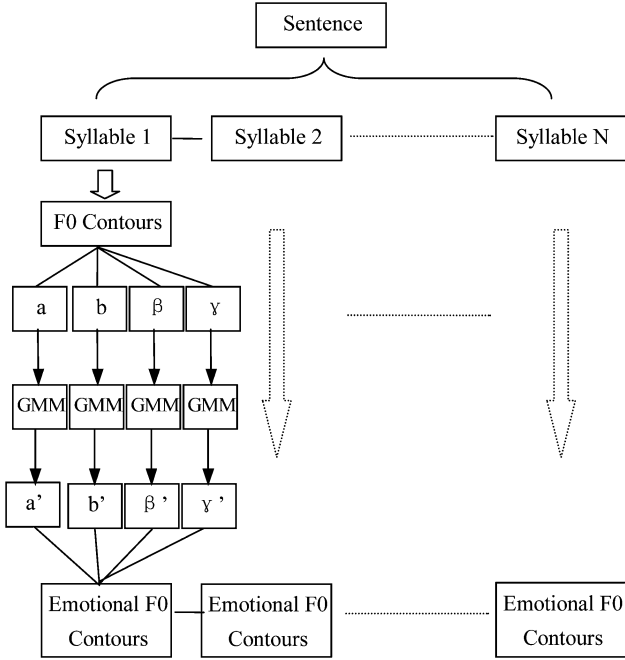 Sentence
Syllable 1
Syllable 2
Syllable N
F0 Contours
a
b
β
γ
GMM
GMM
GMM
GMM
a’
b’
β’
γ’
Emotional F0
Contours
Emotional F0
Contours
Emotional F0
Contours